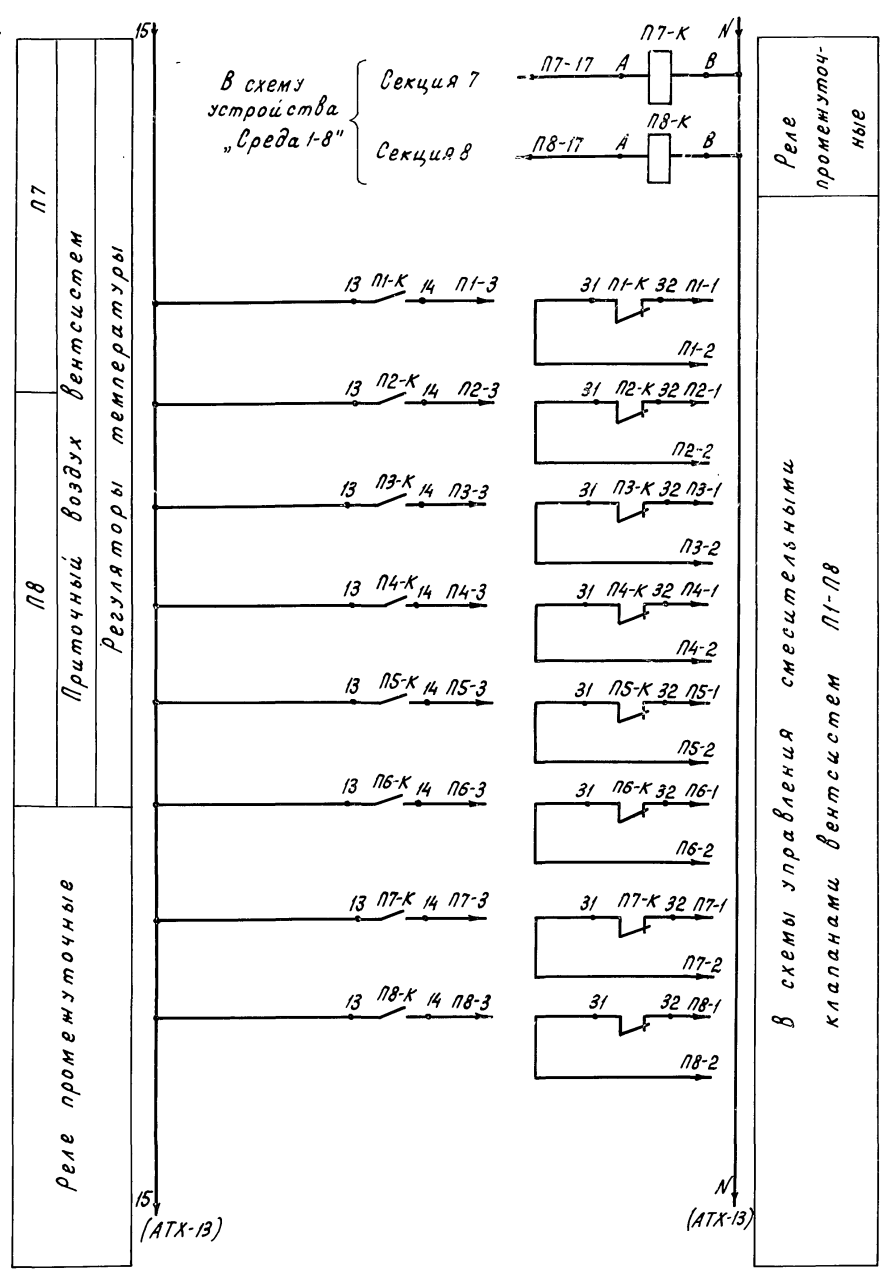 15
N
П7-К
П7-17 А В
В схему
устройства
„Среда 1-8"
Секция 7
П8-К
Секция 8
П8-17 А В
Реле
промежуточ-
ные
П7
П8
Приточный воздух вентсистем
Регуляторы температуры
Реле промежуточные
13 П1-К 14 П1-3
31 П1-К 32 П1-1
П1-2
13 П2-К 14 П2-3
31 П2-К 32 П2-1
П2-2
13 П3-К 14 П3-3
31 П3-К 32 П3-1
П3-2
13 П4-К 14 П4-3
31 П4-К 32 П4-1
П4-2
13 П5-К 14 П5-3
31 П5-К 32 П5-1
П5-2
13 П6-К 14 П6-3
31 П6-К 32 П6-1
П6-2
13 П7-К 14 П7-3
31 П7-К 32 П7-1
П7-2
13 П8-К 14 П8-3
31 32 П8-1
П8-2
В схемы управления смесительными
клапанами вентсистем П1-П8
15
(АТХ-13)
N
(АТХ-13)